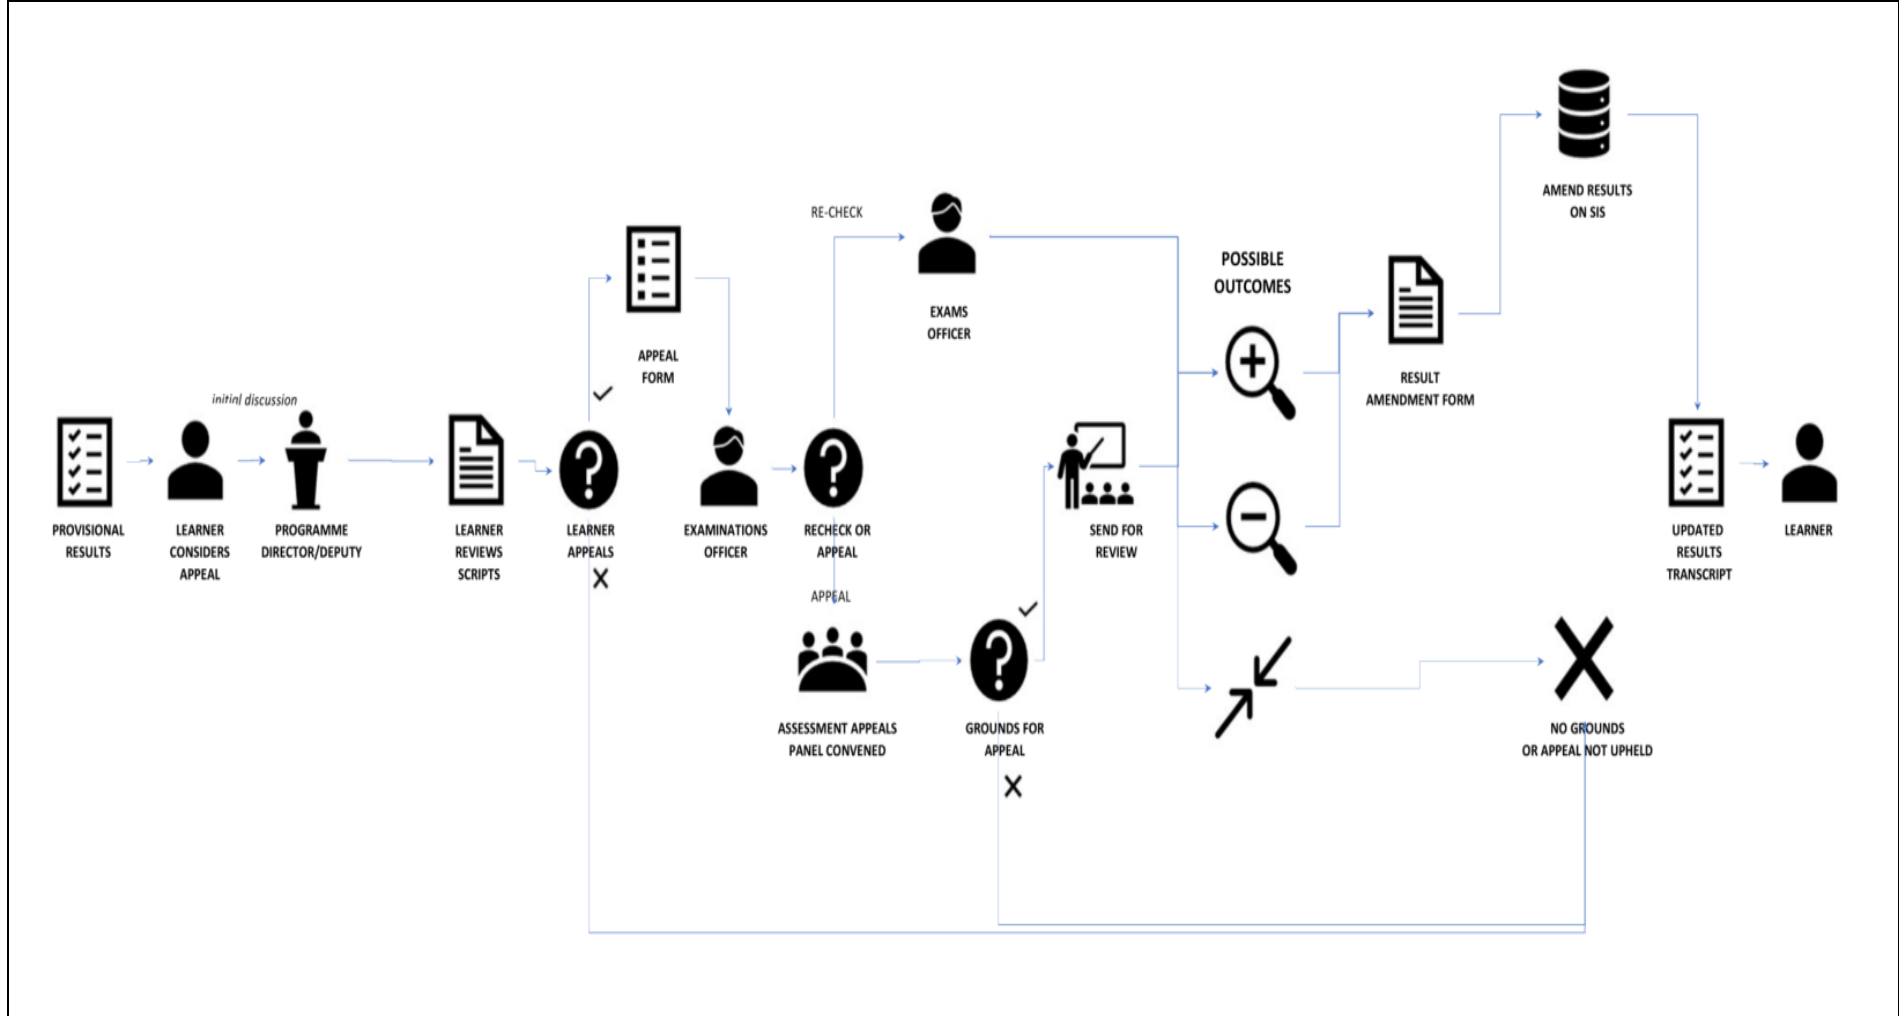 AMEND RESULTS
ON SIS
RE-CHECK
POSSIBLE
OUTCOMES
EXAMS
OFFICER
APPEAL
FORM
RESULT
AMENDMENT FORM
initial discussion
PROVISIONAL
RESULTS
LEARNER
CONSIDERS
APPEAL
PROGRAMME
DIRECTOR/DEPUTY
LEARNER
REVIEWS
SCRIPTS
LEARNER
APPEALS
EXAMINATIONS
OFFICER
RECHECK OR
APPEAL
SEND FOR
REVIEW
UPDATED
RESULTS
TRANSCRIPT
LEARNER
APPEAL
ASSESSMENT APPEALS
PANEL CONVENED
GROUNDS FOR
APPEAL
NO GROUNDS
OR APPEAL NOT UPHELD